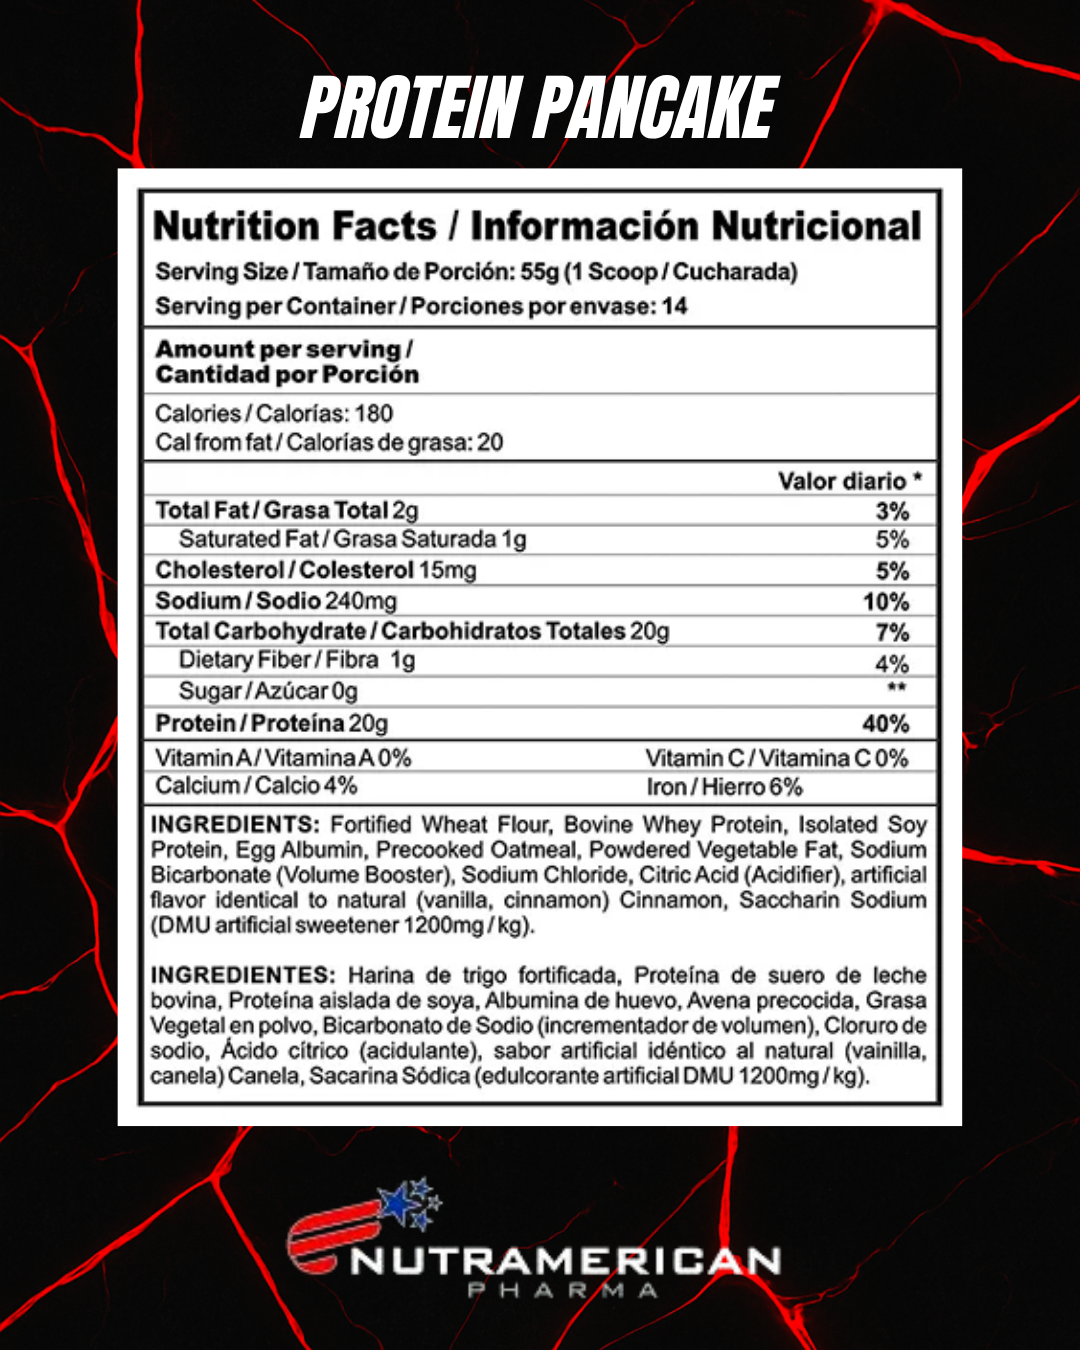 PROTEIN PANCAKE
Nutrition Facts / Información Nutricional
Serving Size / Tamaño de Porción: 55g (1 Scoop / Cucharada)
Serving per Container / Porciones por envase: 14
Amount per serving /
Cantidad por Porción
Calories / Calorías: 180
Cal from fat / Calorías de grasa: 20
Valor diario *
Total Fat / Grasa Total 2g 3%
Saturated Fat / Grasa Saturada 1g 5%
Cholesterol / Colesterol 15mg 5%
Sodium / Sodio 240mg 10%
Total Carbohydrate / Carbohidratos Totales 20g 7%
Dietary Fiber / Fibra 1g 4%
Sugar / Azúcar 0g **
Protein / Proteína 20g 40%
Vitamin A / Vitamina A 0% Vitamin C / Vitamina C 0%
Calcium / Calcio 4% Iron / Hierro 6%
INGREDIENTS: Fortified Wheat Flour, Bovine Whey Protein, Isolated Soy
Protein, Egg Albumin, Precooked Oatmeal, Powdered Vegetable Fat, Sodium
Bicarbonate (Volume Booster), Sodium Chloride, Citric Acid (Acidifier), artificial
flavor identical to natural (vanilla, cinnamon) Cinnamon, Saccharin Sodium
(DMU artificial sweetener 1200mg / kg).
INGREDIENTES: Harina de trigo fortificada, Proteína de suero de leche
bovina, Proteína aislada de soya, Albumina de huevo, Avena precocida, Grasa
Vegetal en polvo, Bicarbonato de Sodio (incrementador de volumen), Cloruro de
sodio, Ácido cítrico (acidulante), sabor artificial idéntico al natural (vainilla,
canela) Canela, Sacarina Sódica (edulcorante artificial DMU 1200mg / kg).
NUTRAMERICAN
PHARMA